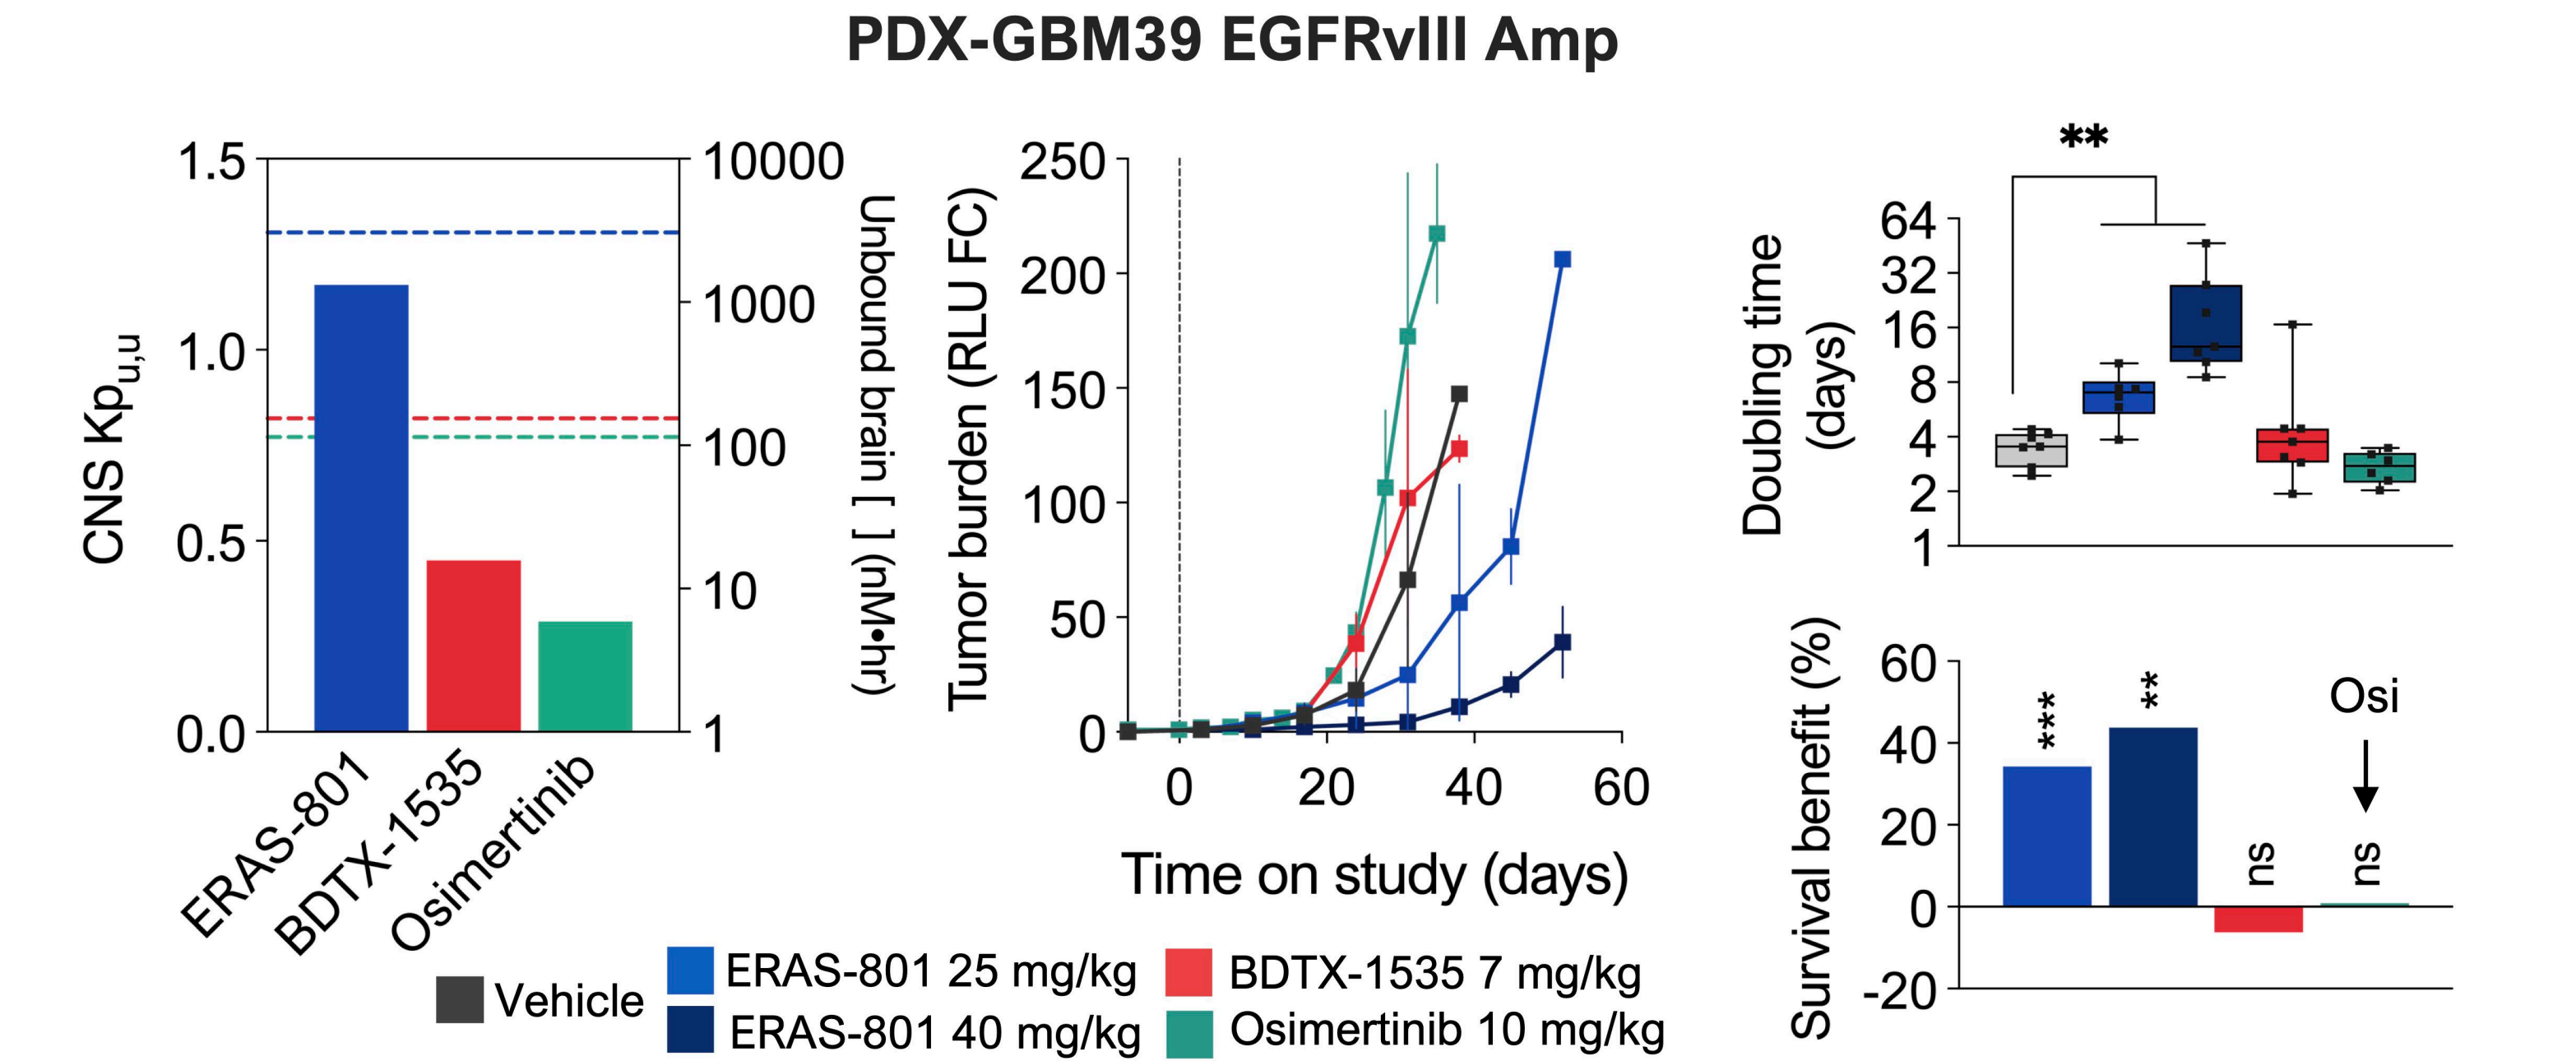 PDX-GBM39 EGFRvIII Amp
CNS Kpu,u
1.5
1.0
0.5
0.0
10000
1000
100
10
1
Unbound brain [ ] (nM•hr)
ERAS-801
BDTX-1535
Osimertinib
Tumor burden (RLU FC)
250
200
150
100
50
0
0 20 40 60
Time on study (days)
Doubling time
(days)
64
32
16
8
4
2
1
**
Survival benefit (%)
60
40
20
0
-20
***
**
ns
Osi
ns
Vehicle
ERAS-801 25 mg/kg
ERAS-801 40 mg/kg
BDTX-1535 7 mg/kg
Osimertinib 10 mg/kg